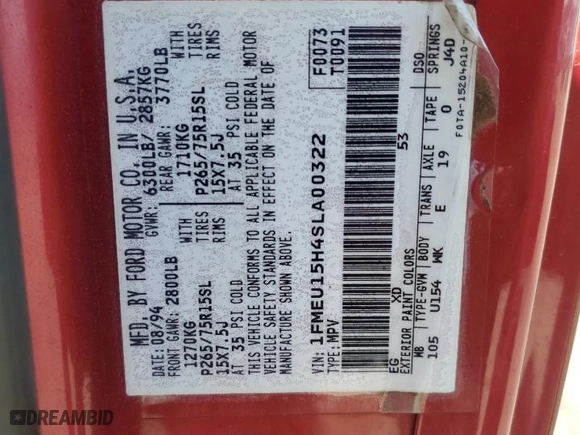 MFD. BY FORD MOTOR CO. IN U.S.A.
DATE: 08/94 GVWR: 6300LB/ 2857KG
FRONT GAWR: 2800LB REAR GAWR: 3770LB
1270KG 1710KG WITH
P265/75R15SL TIRES P265/75R15SL TIRES
15X7.5J RIMS 15X7.5J RIMS
AT 35 PSI COLD AT 35 PSI COLD
THIS VEHICLE CONFORMS TO ALL APPLICABLE FEDERAL MOTOR
VEHICLE SAFETY STANDARDS IN EFFECT ON THE DATE OF
MANUFACTURE SHOWN ABOVE.
F0073
T0091
VIN: 1FMEU15H4SLA00322
TYPE: MPV
53
EG XD
EXTERIOR PAINT COLORS DSO
WB TYPE-GVW BODY TRANS AXLE TAPE SPRINGS
105 U154 WK E 19 0 J4D
F0TA-15204A10-
DREAMBID